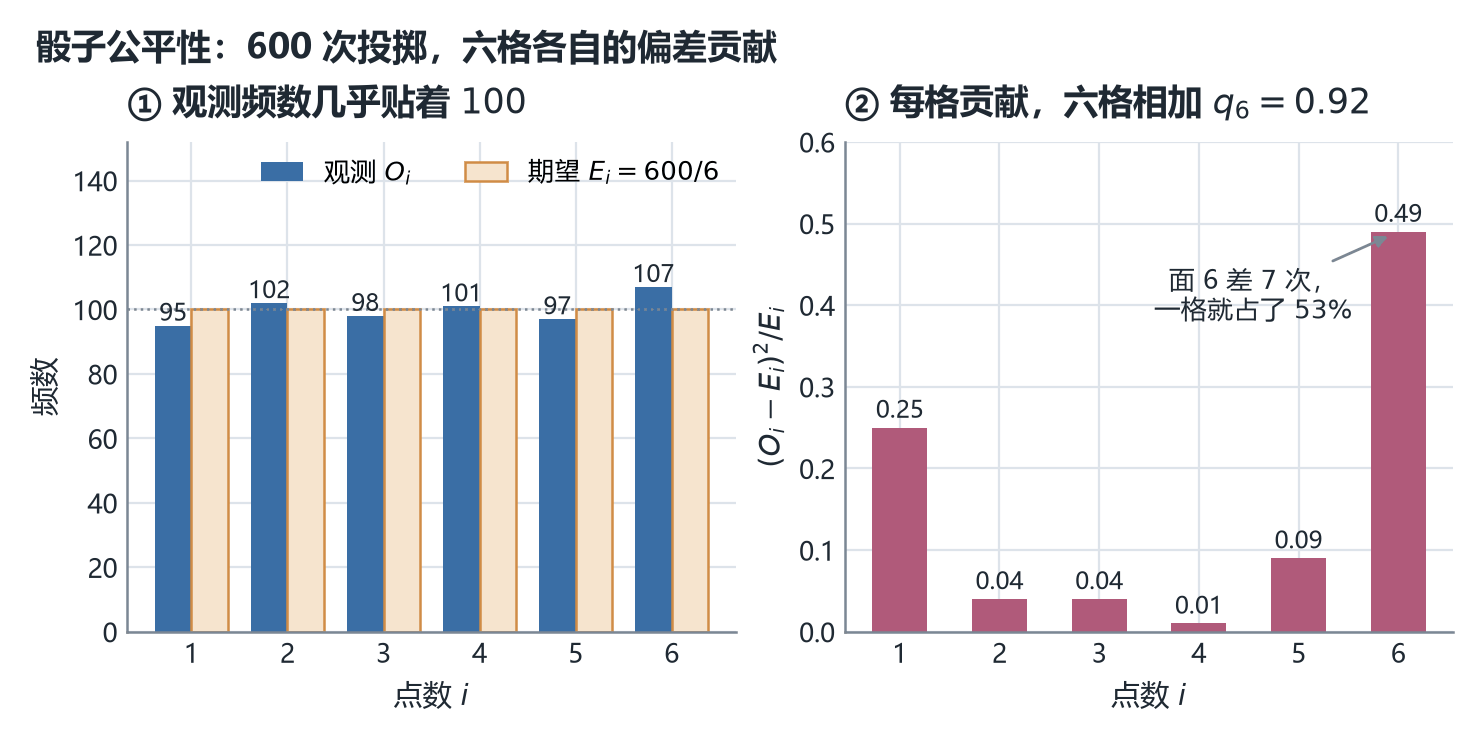 骰子公平性：600 次投掷，六格各自的偏差贡献
① 观测频数几乎贴着 100
观测 Oᵢ
期望 Eᵢ = 600/6
频数
140
120
100
80
60
40
20
0
95
102
98
101
97
107
1 2 3 4 5 6
点数 i
② 每格贡献，六格相加 q₆ = 0.92
(Oᵢ − Eᵢ)²/Eᵢ
0.6
0.5
0.4
0.3
0.2
0.1
0.0
0.25
0.04
0.04
0.01
0.09
0.49
面 6 差 7 次，
一格就占了 53%
1 2 3 4 5 6
点数 i